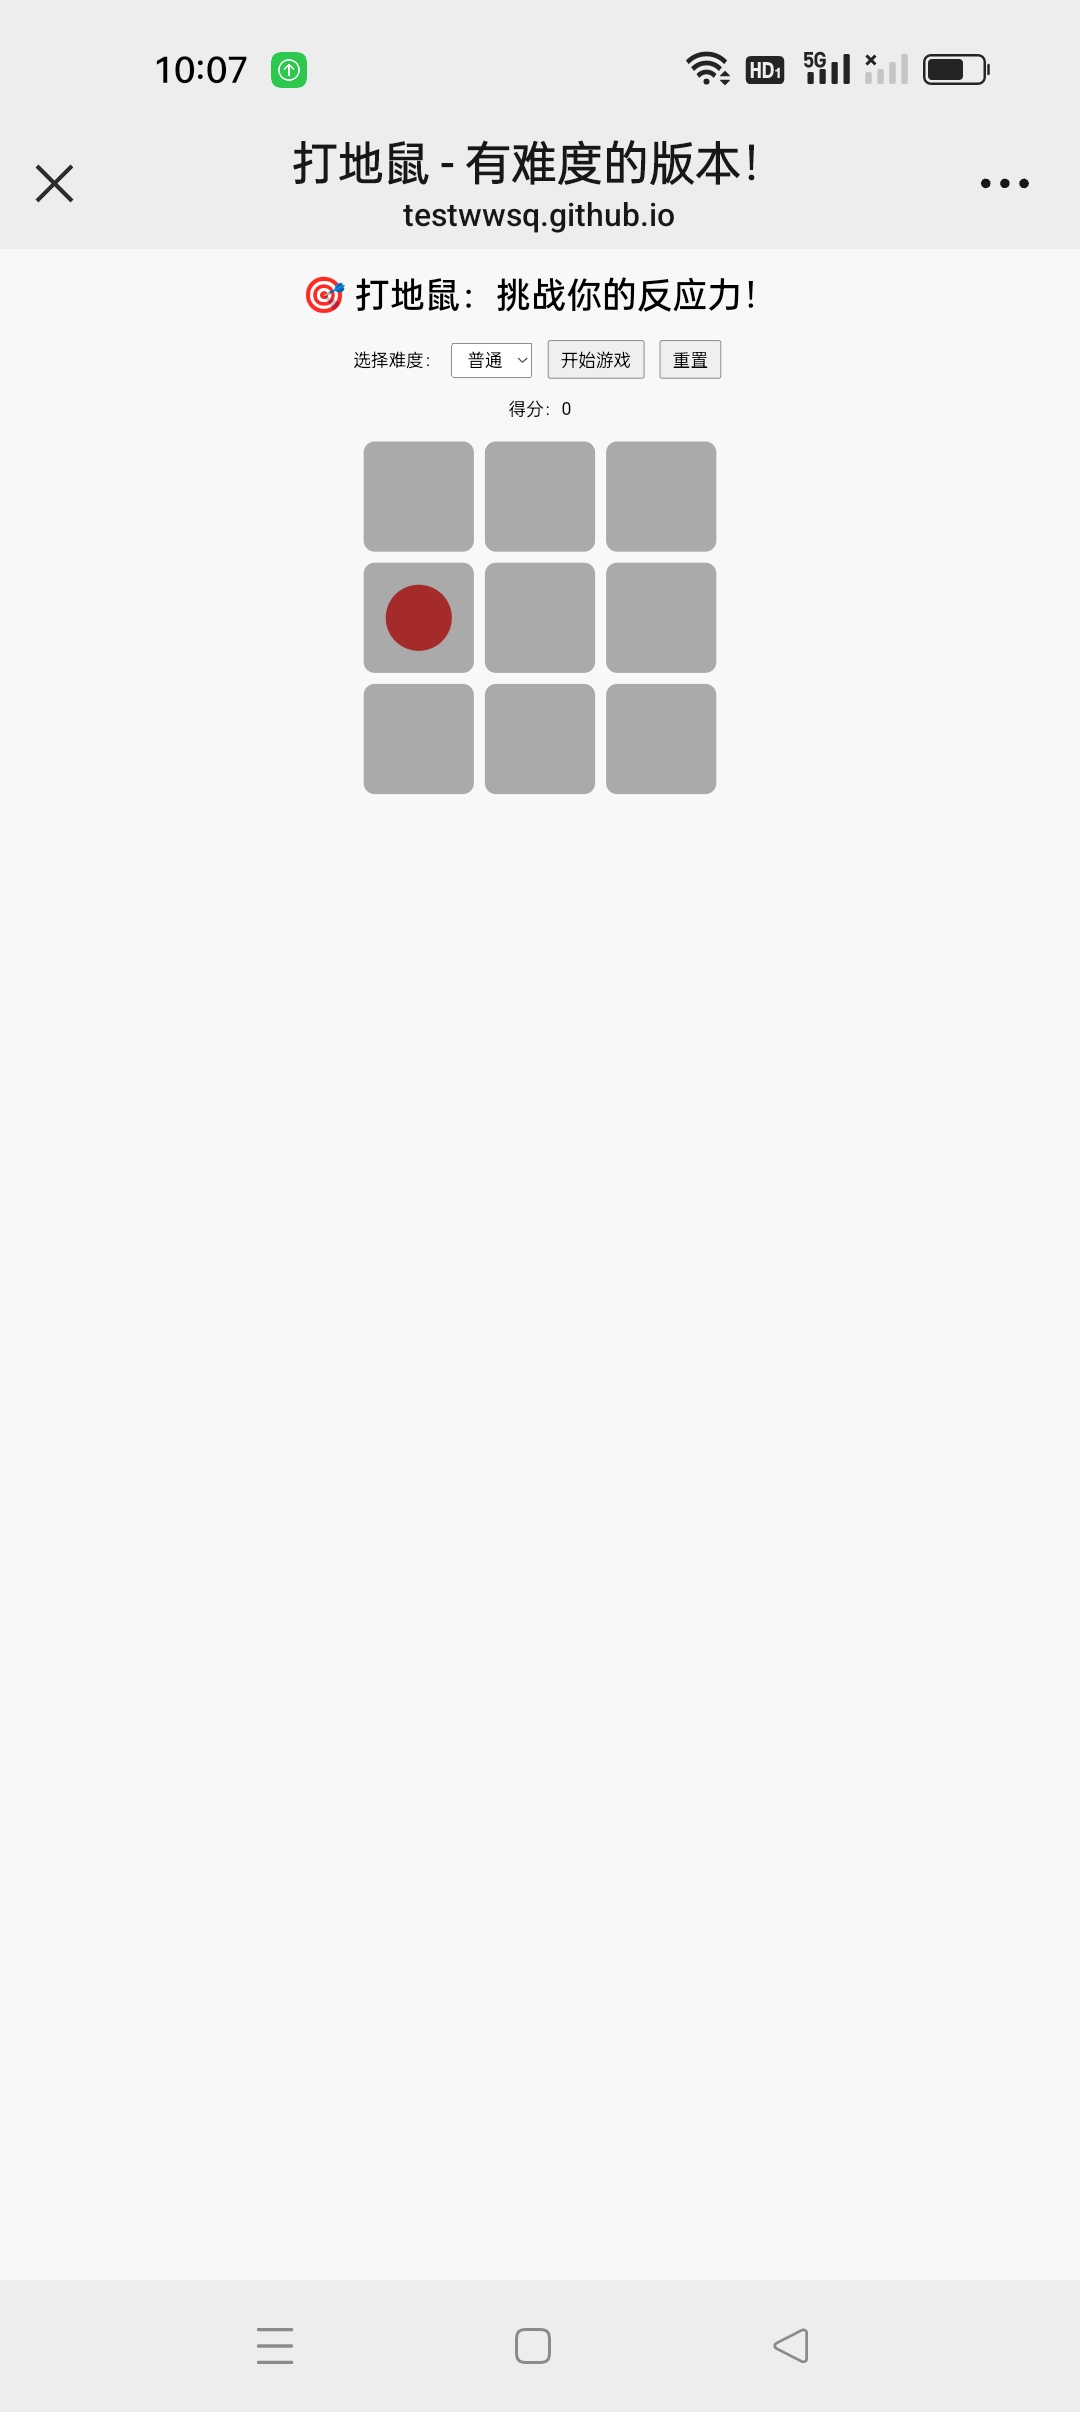 10:07 HD1 5G
打地鼠 - 有难度的版本!
testwwsq.github.io
打地鼠：挑战你的反应力!
选择难度： 普通 开始游戏 重置
得分：0